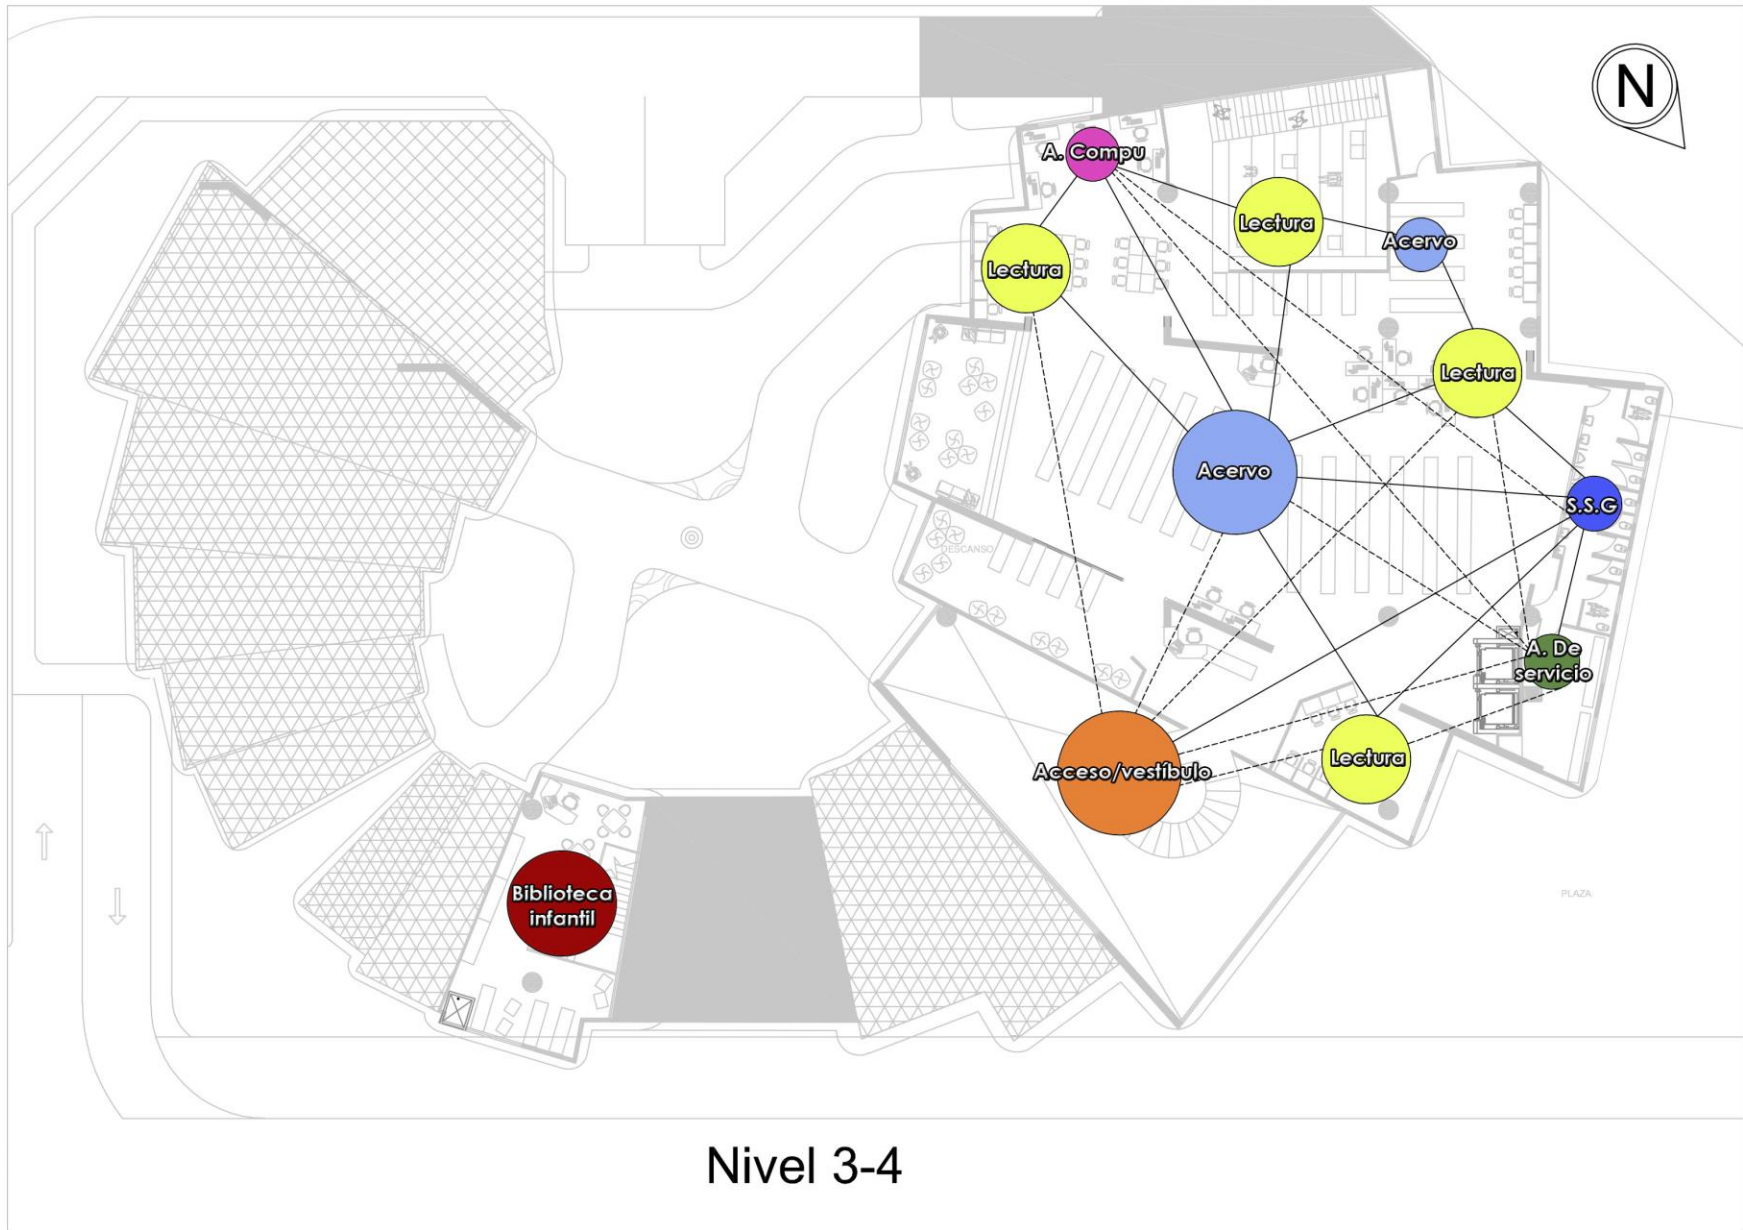 N
A. Compu
Lectura
Acervo
Lectura
Lectura
Acervo
S.S.G
DESCANSO
A. De
servicio
Lectura
Acceso/vestíbulo
Biblioteca
infantil
PLAZA
Nivel 3-4